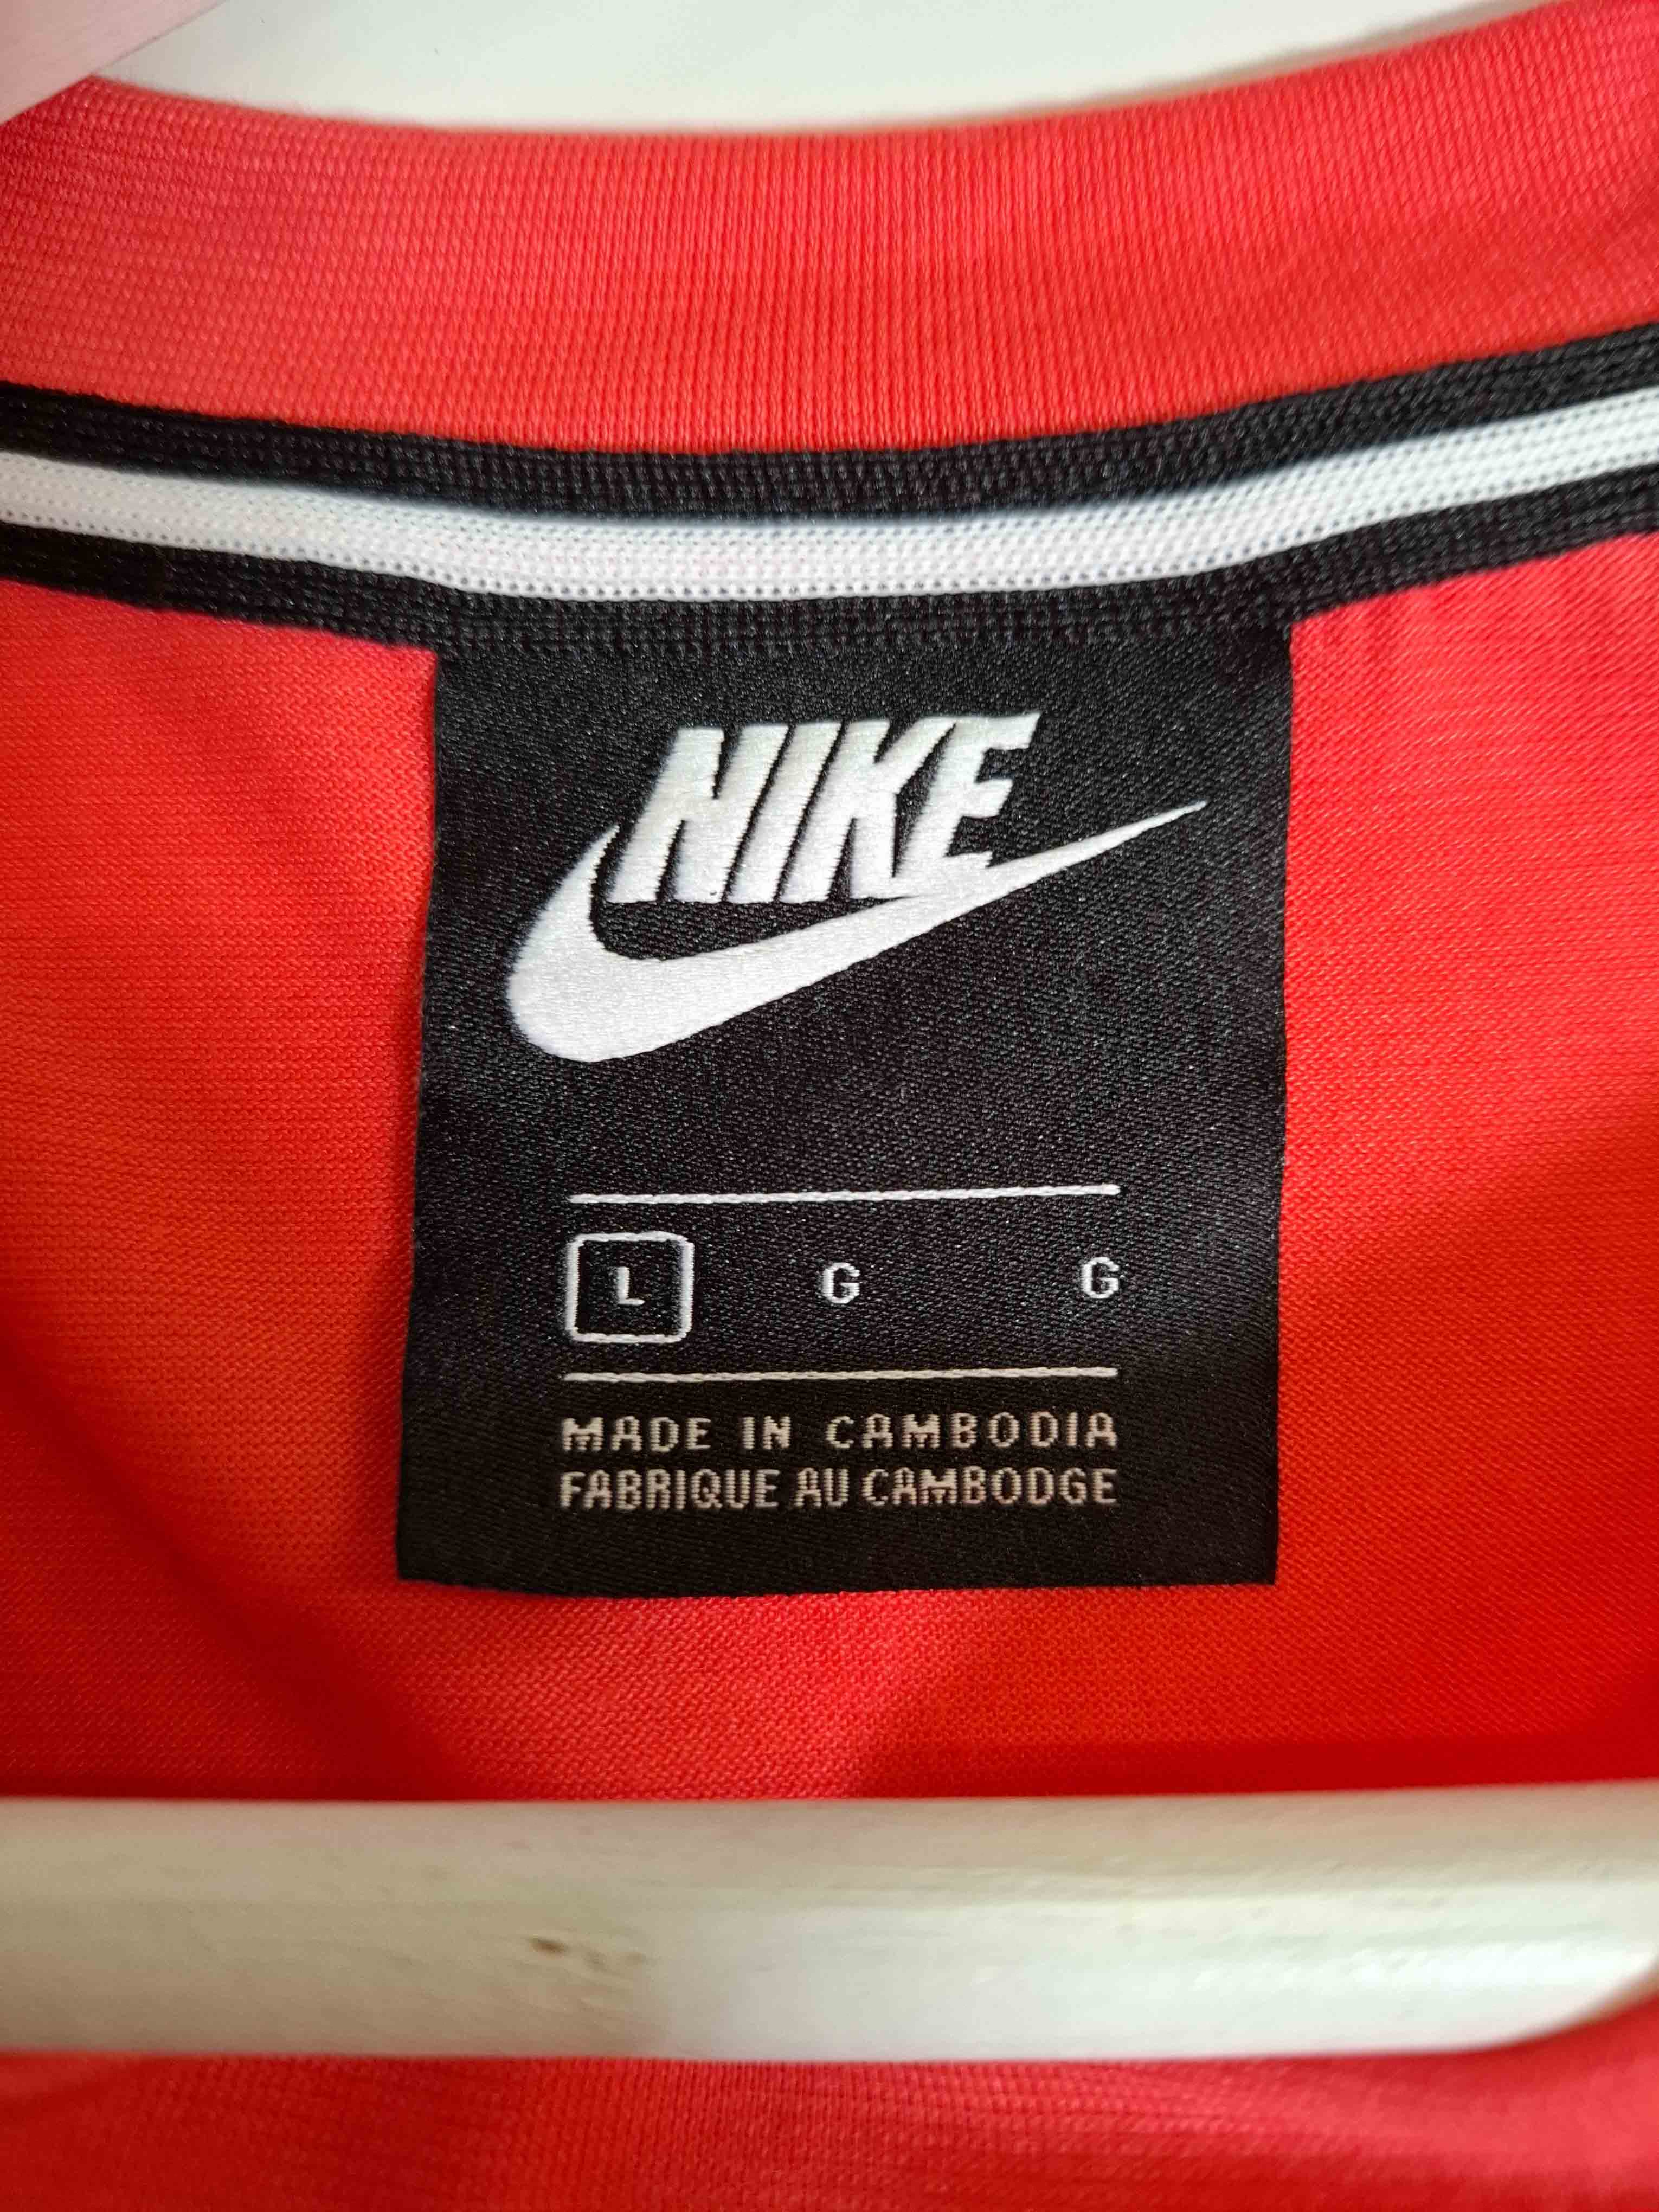 NIKE
L G G
MADE IN CAMBODIA
FABRIQUE AU CAMBODGE